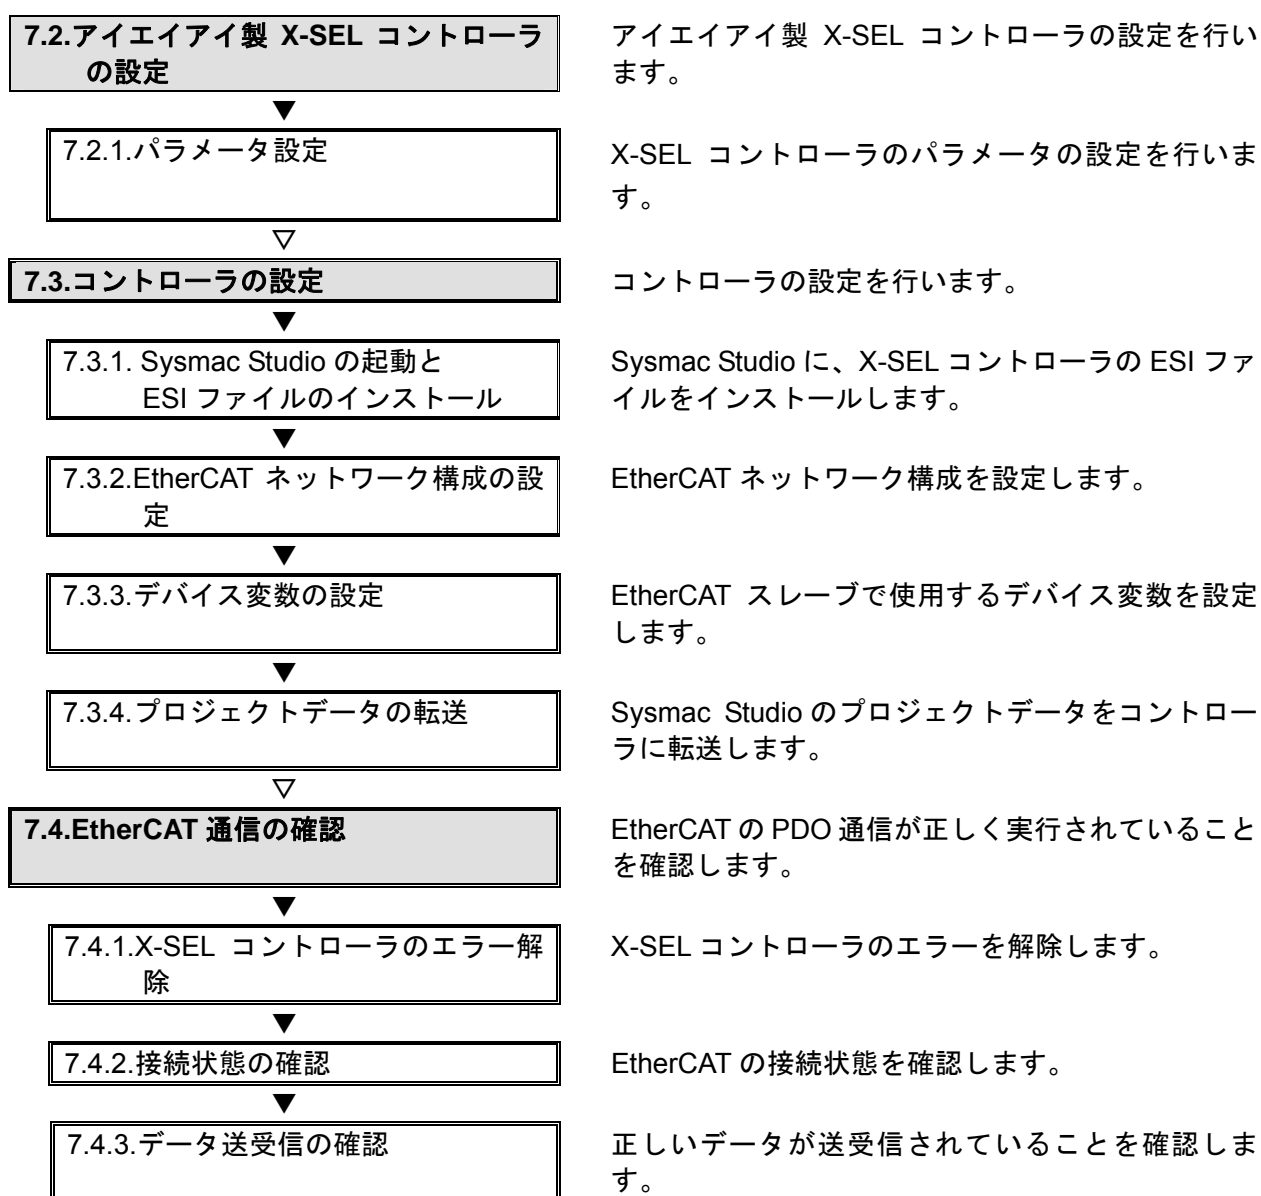 7.2.アイエイアイ製 X-SEL コントローラ
の設定
アイエイアイ製 X-SEL コントローラの設定を行い
ます。
▼
7.2.1.パラメータ設定
X-SEL コントローラのパラメータの設定を行いま
す。
▽
7.3.コントローラの設定
コントローラの設定を行います。
▼
7.3.1. Sysmac Studio の起動と
ESI ファイルのインストール
Sysmac Studio に、X-SEL コントローラの ESI ファ
イルをインストールします。
▼
7.3.2.EtherCAT ネットワーク構成の設
定
EtherCAT ネットワーク構成を設定します。
▼
7.3.3.デバイス変数の設定
EtherCAT スレーブで使用するデバイス変数を設定
します。
▼
7.3.4.プロジェクトデータの転送
Sysmac Studio のプロジェクトデータをコントロー
ラに転送します。
▽
7.4.EtherCAT 通信の確認
EtherCAT の PDO 通信が正しく実行されていること
を確認します。
▼
7.4.1.X-SEL コントローラのエラー解
除
X-SEL コントローラのエラーを解除します。
▼
7.4.2.接続状態の確認
EtherCAT の接続状態を確認します。
▼
7.4.3.データ送受信の確認
正しいデータが送受信されていることを確認しま
す。